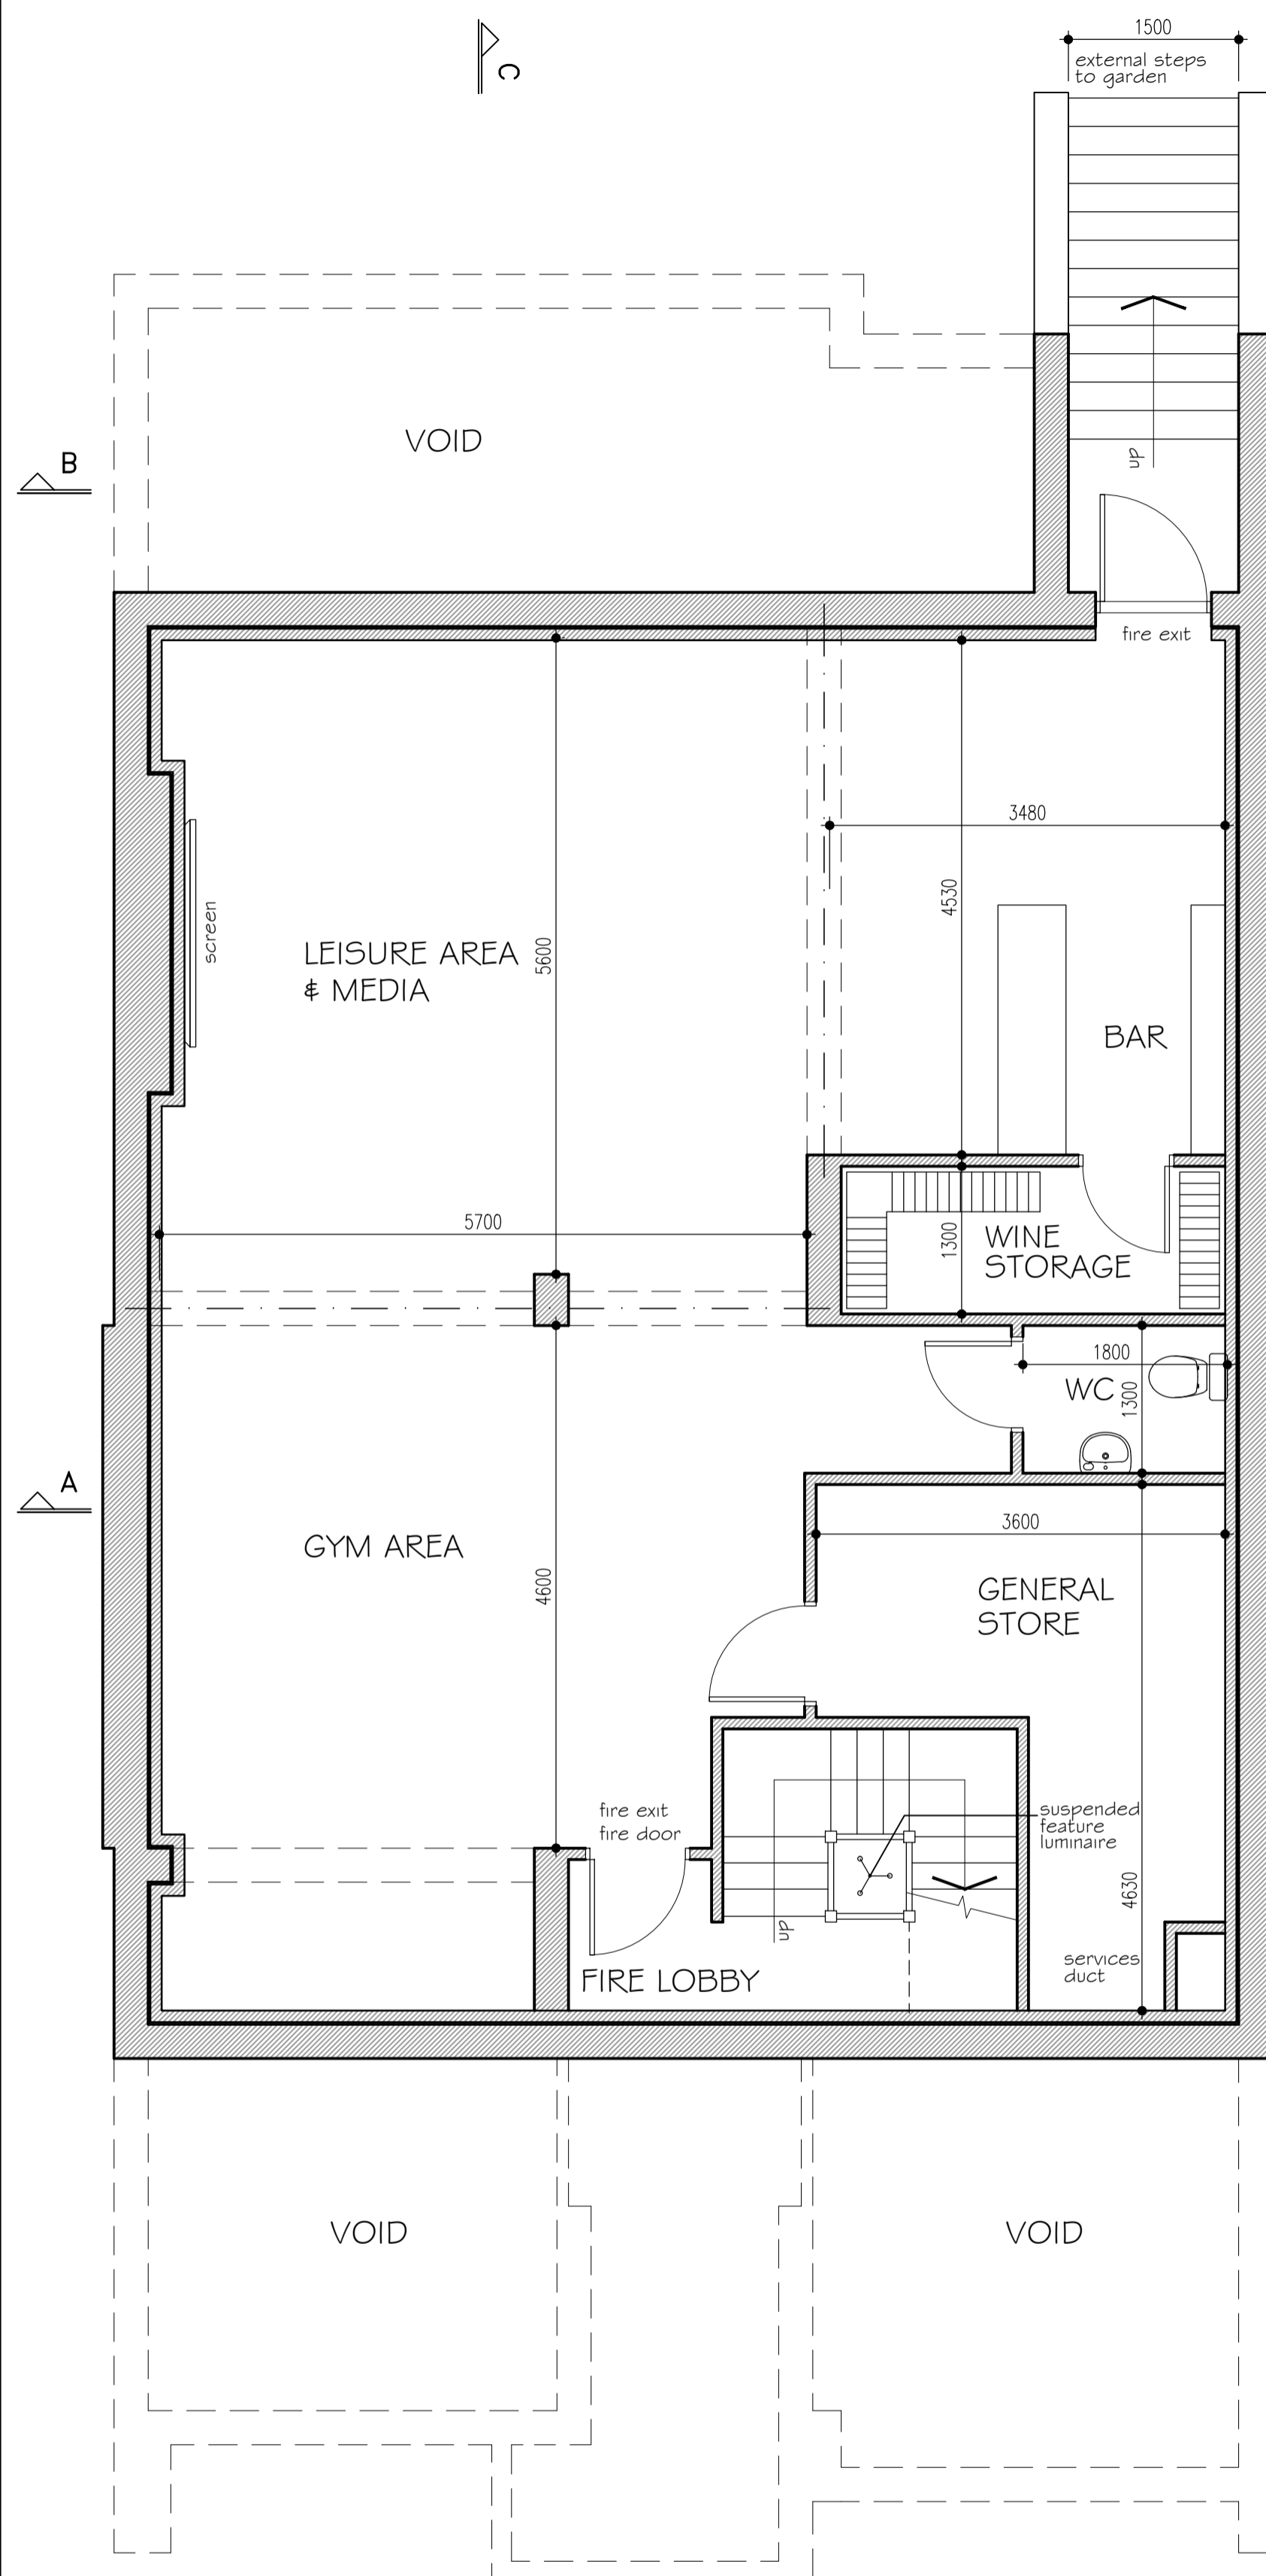 1500
external steps
to garden
C
VOID
B
up
fire exit
3480
4530
screen
LEISURE AREA
& MEDIA
5600
BAR
5700
1300
WINE
STORAGE
1800
WC
1300
A
3600
GYM AREA
4600
GENERAL
STORE
fire exit
fire door
suspended
feature
luminaire
4630
up
services
duct
FIRE LOBBY
VOID
VOID